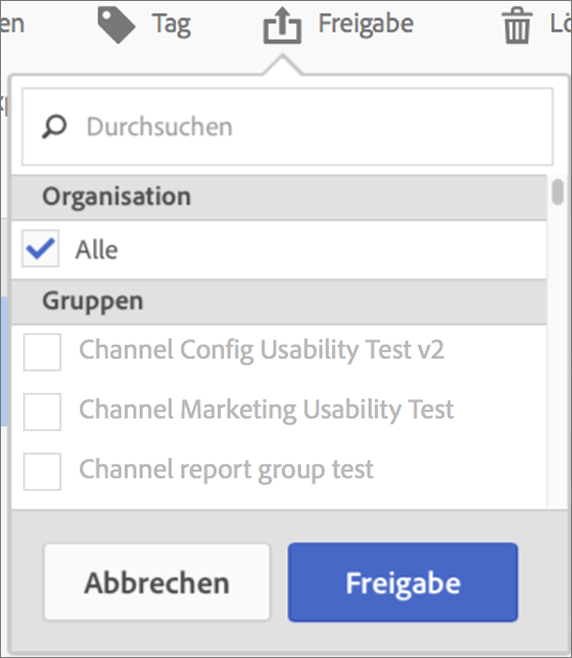 en Tag Freigabe Lö
Durchsuchen
Organisation
Alle
Gruppen
Channel Config Usability Test v2
Channel Marketing Usability Test
Channel report group test
Abbrechen Freigabe